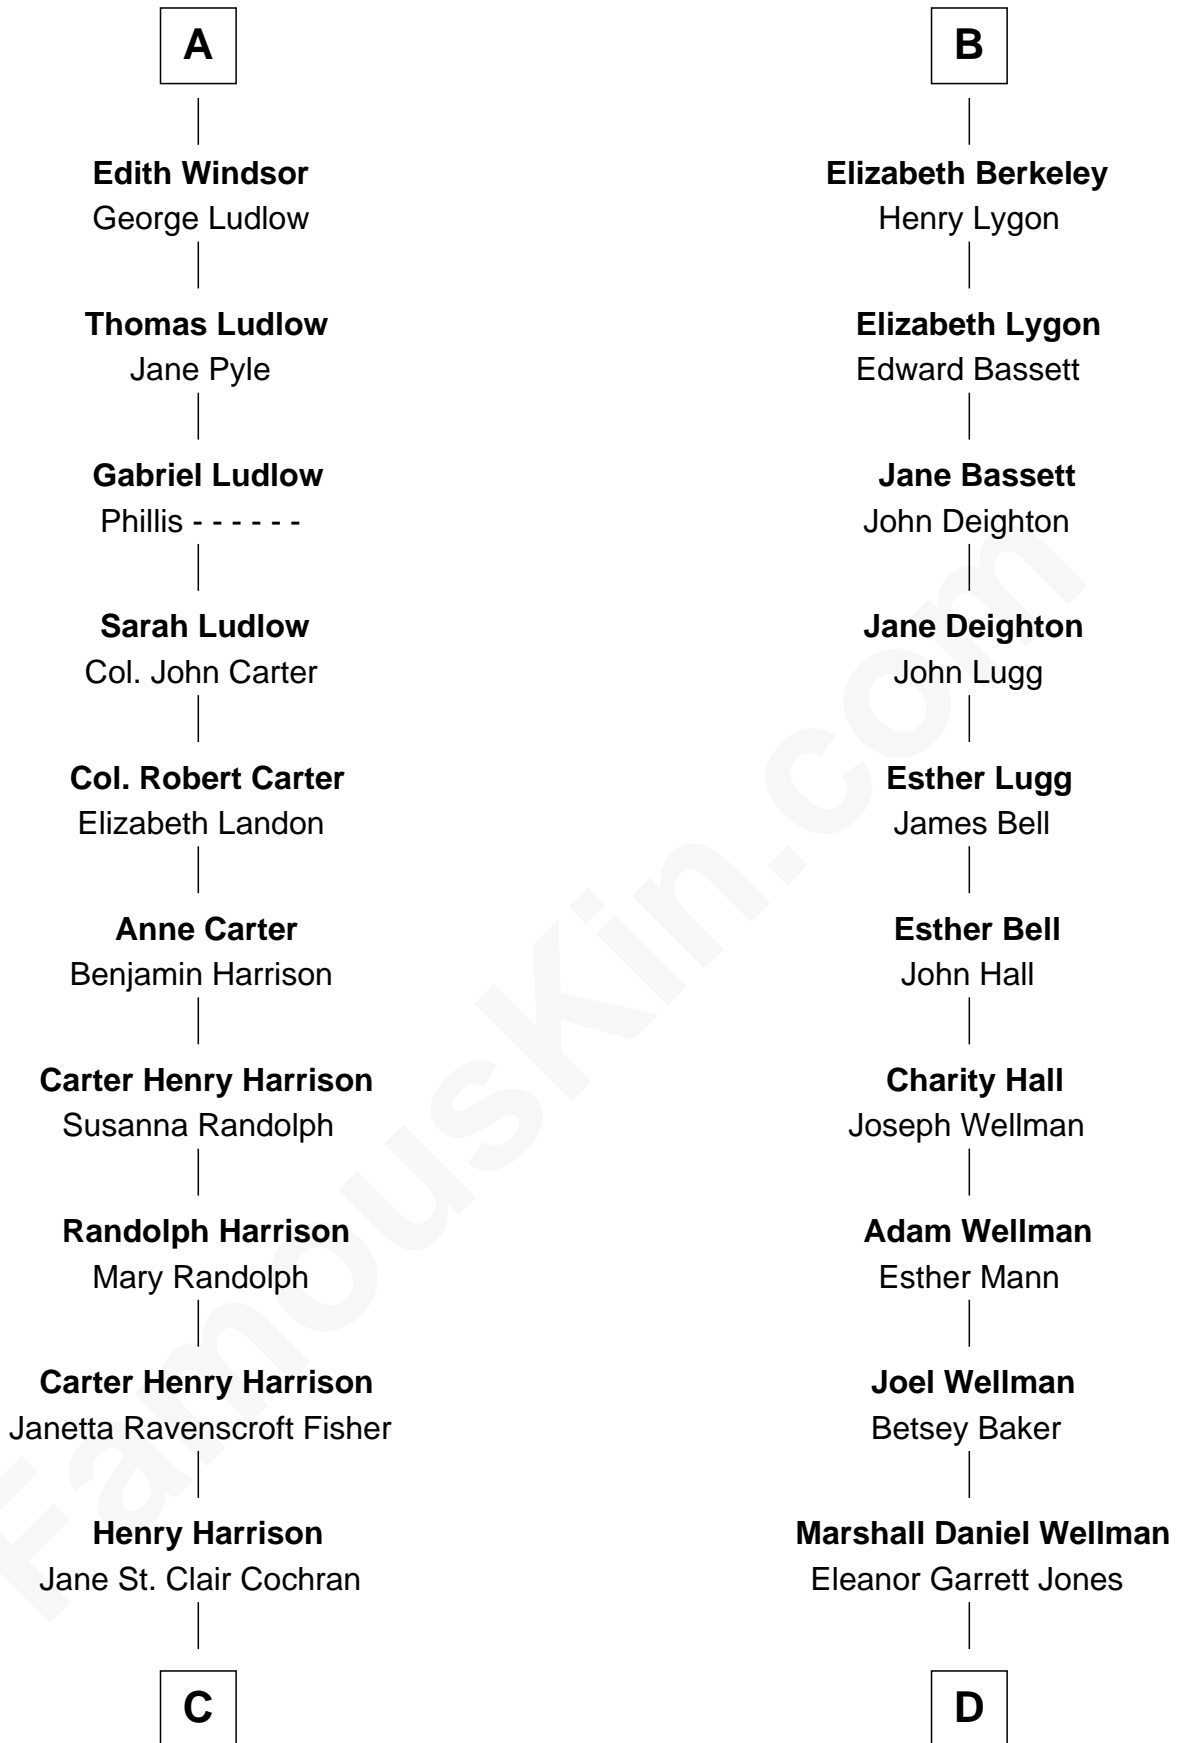 A
Edith Windsor
George Ludlow
Thomas Ludlow
Jane Pyle
Gabriel Ludlow
Phillis - - - - - -
Sarah Ludlow
Col. John Carter
Col. Robert Carter
Elizabeth Landon
Anne Carter
Benjamin Harrison
Carter Henry Harrison
Susanna Randolph
Randolph Harrison
Mary Randolph
Carter Henry Harrison
Janetta Ravenscroft Fisher
Henry Harrison
Jane St. Clair Cochran
C
B
Elizabeth Berkeley
Henry Lygon
Elizabeth Lygon
Edward Bassett
Jane Bassett
John Deighton
Jane Deighton
John Lugg
Esther Lugg
James Bell
Esther Bell
John Hall
Charity Hall
Joseph Wellman
Adam Wellman
Esther Mann
Joel Wellman
Betsey Baker
Marshall Daniel Wellman
Eleanor Garrett Jones
D
FamousKin.com